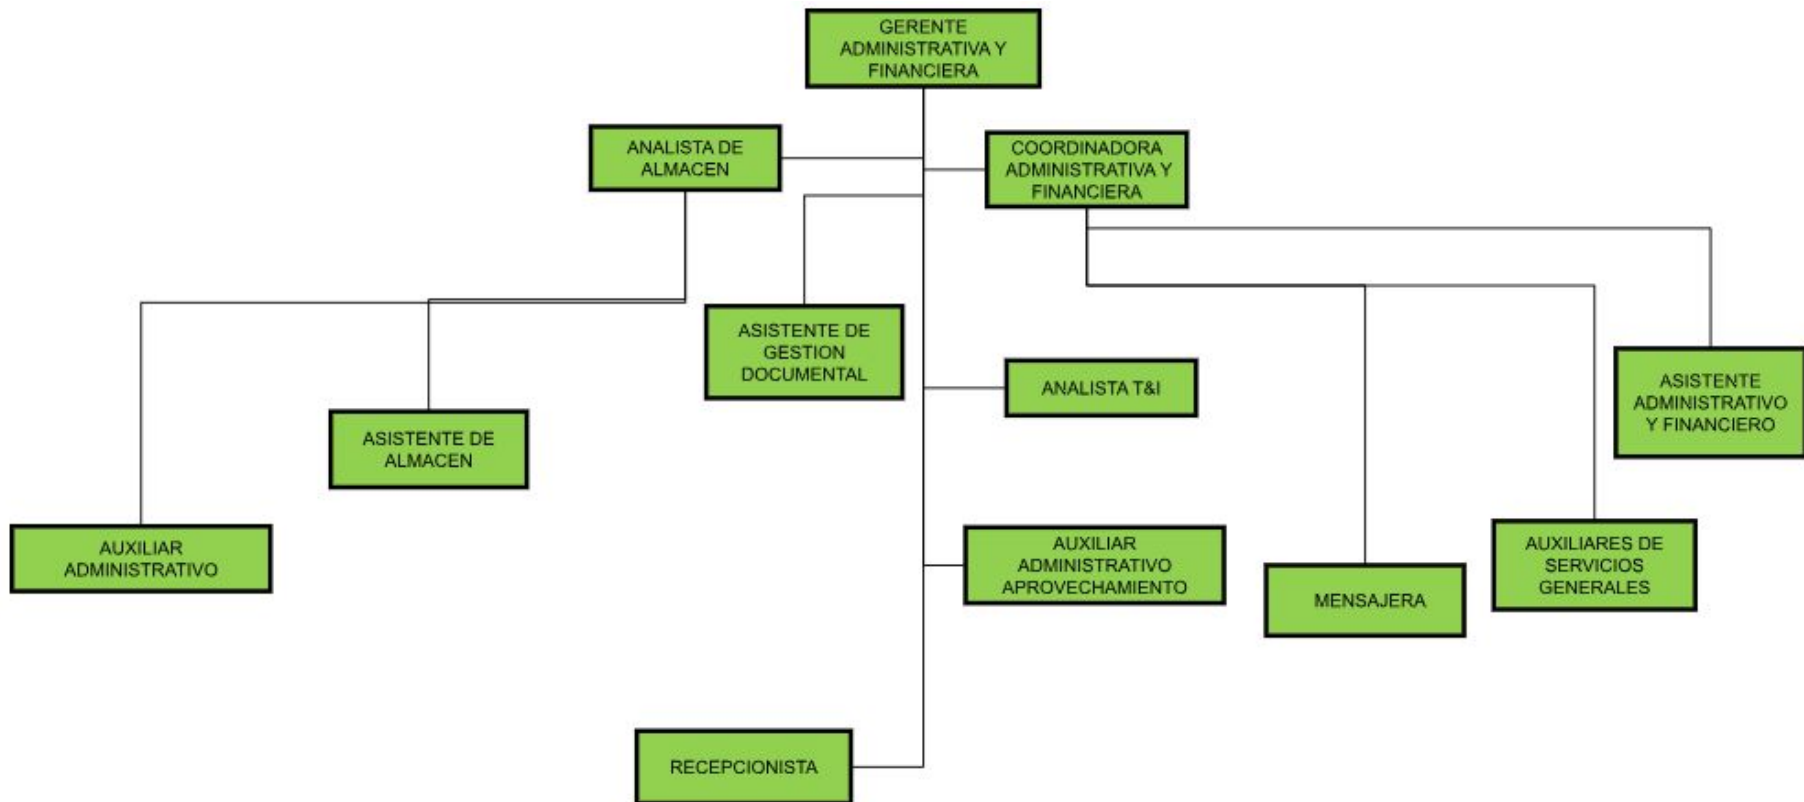 GERENTE
ADMINISTRATIVA Y
FINANCIERA
ANALISTA DE
ALMACEN
COORDINADORA
ADMINISTRATIVA Y
FINANCIERA
ASISTENTE DE
GESTION
DOCUMENTAL
ANALISTA T&I
ASISTENTE
ADMINISTRATIVO
Y FINANCIERO
ASISTENTE DE
ALMACEN
AUXILIAR
ADMINISTRATIVO
AUXILIAR
ADMINISTRATIVO
APROVECHAMIENTO
MENSAJERA
AUXILIARES DE
SERVICIOS
GENERALES
RECEPCIONISTA